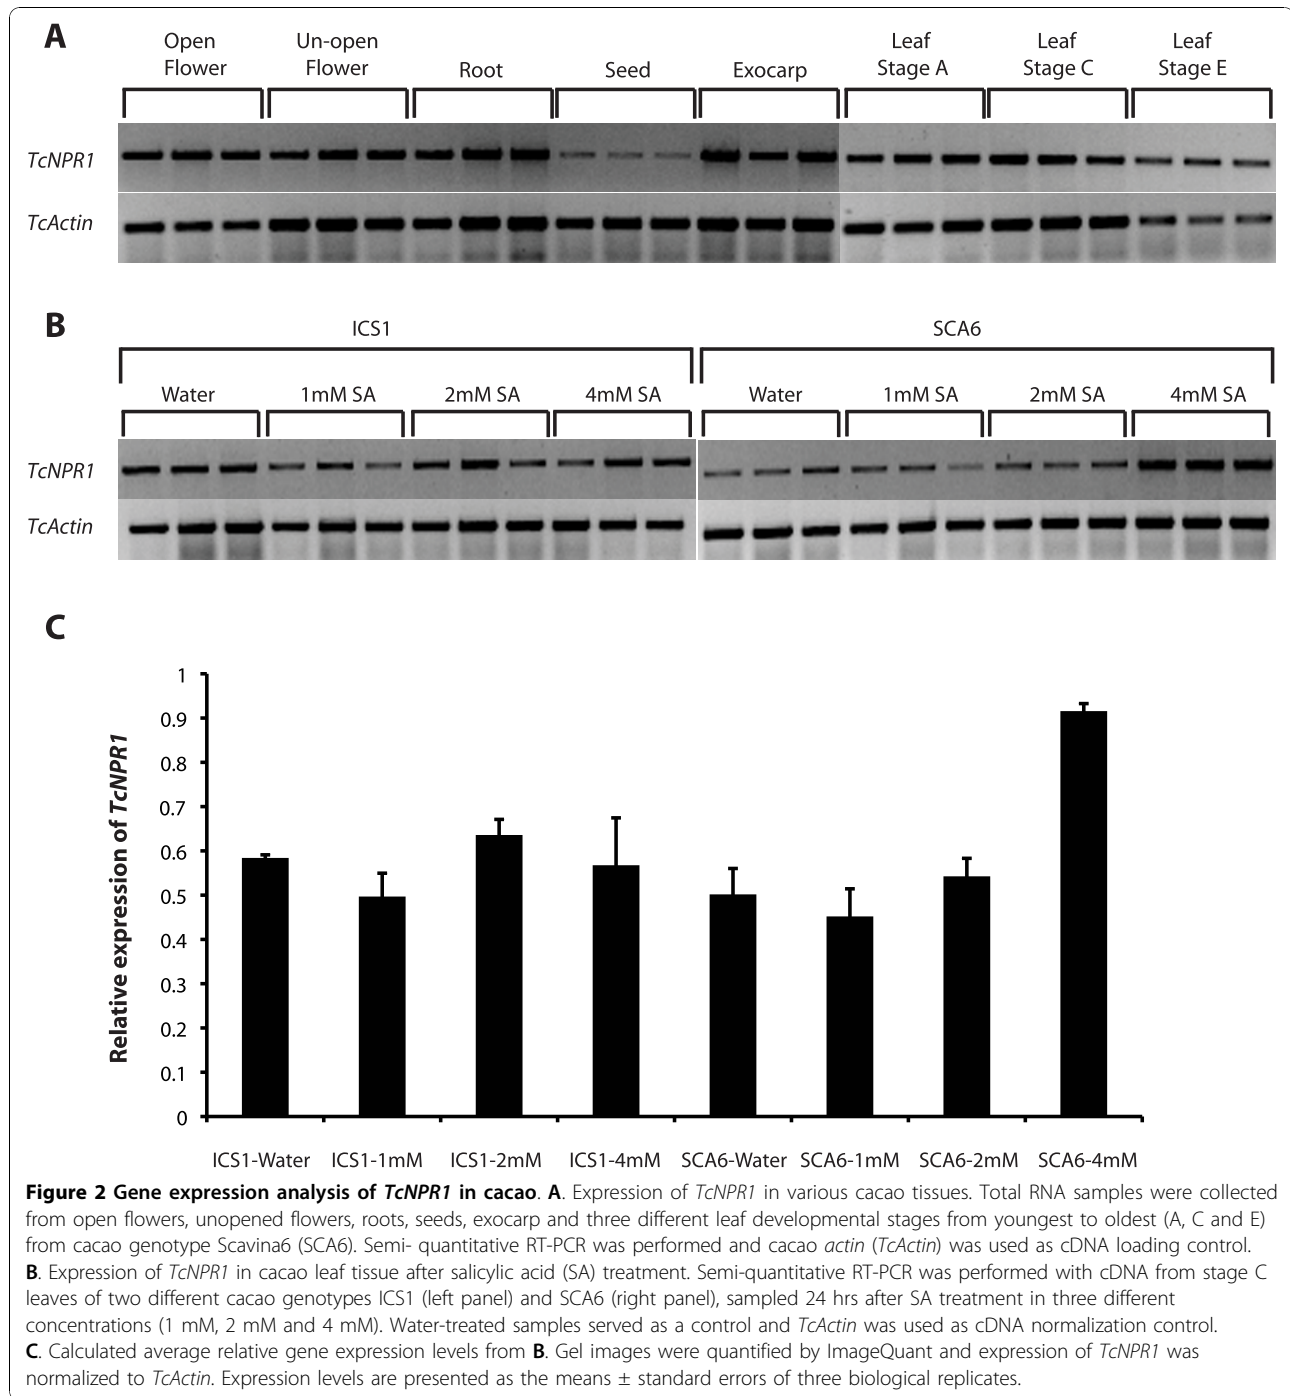 A
Open Flower
Un-open Flower
Root
Seed
Exocarp
Leaf Stage A
Leaf Stage C
Leaf Stage E
TcNPR1
TcActin
B
ICS1
SCA6
Water
1mM SA
2mM SA
4mM SA
Water
1mM SA
2mM SA
4mM SA
TcNPR1
TcActin
C
Relative expression of TcNPR1
1
0.9
0.8
0.7
0.6
0.5
0.4
0.3
0.2
0.1
0
ICS1-Water
ICS1-1mM
ICS1-2mM
ICS1-4mM
SCA6-Water
SCA6-1mM
SCA6-2mM
SCA6-4mM
Figure 2 Gene expression analysis of TcNPR1 in cacao. A. Expression of TcNPR1 in various cacao tissues. Total RNA samples were collected
from open flowers, unopened flowers, roots, seeds, exocarp and three different leaf developmental stages from youngest to oldest (A, C and E)
from cacao genotype Scavina6 (SCA6). Semi- quantitative RT-PCR was performed and cacao actin (TcActin) was used as cDNA loading control.
B. Expression of TcNPR1 in cacao leaf tissue after salicylic acid (SA) treatment. Semi-quantitative RT-PCR was performed with cDNA from stage C
leaves of two different cacao genotypes ICS1 (left panel) and SCA6 (right panel), sampled 24 hrs after SA treatment in three different
concentrations (1 mM, 2 mM and 4 mM). Water-treated samples served as a control and TcActin was used as cDNA normalization control.
C. Calculated average relative gene expression levels from B. Gel images were quantified by ImageQuant and expression of TcNPR1 was
normalized to TcActin. Expression levels are presented as the means ± standard errors of three biological replicates.